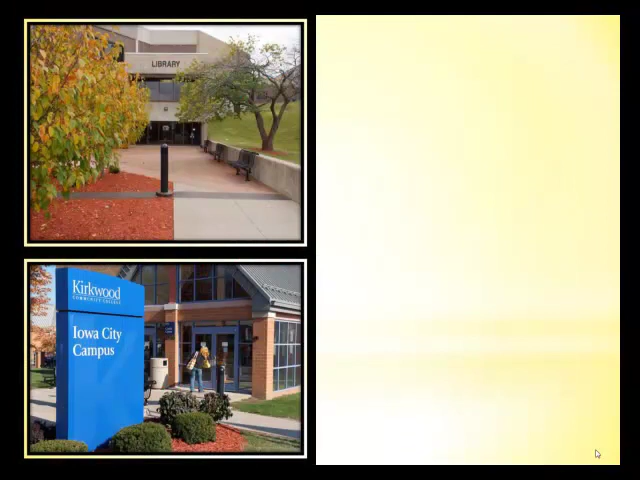 LIBRARY
Kirkwood
COMMUNITY COLLEGE
Iowa City
Campus